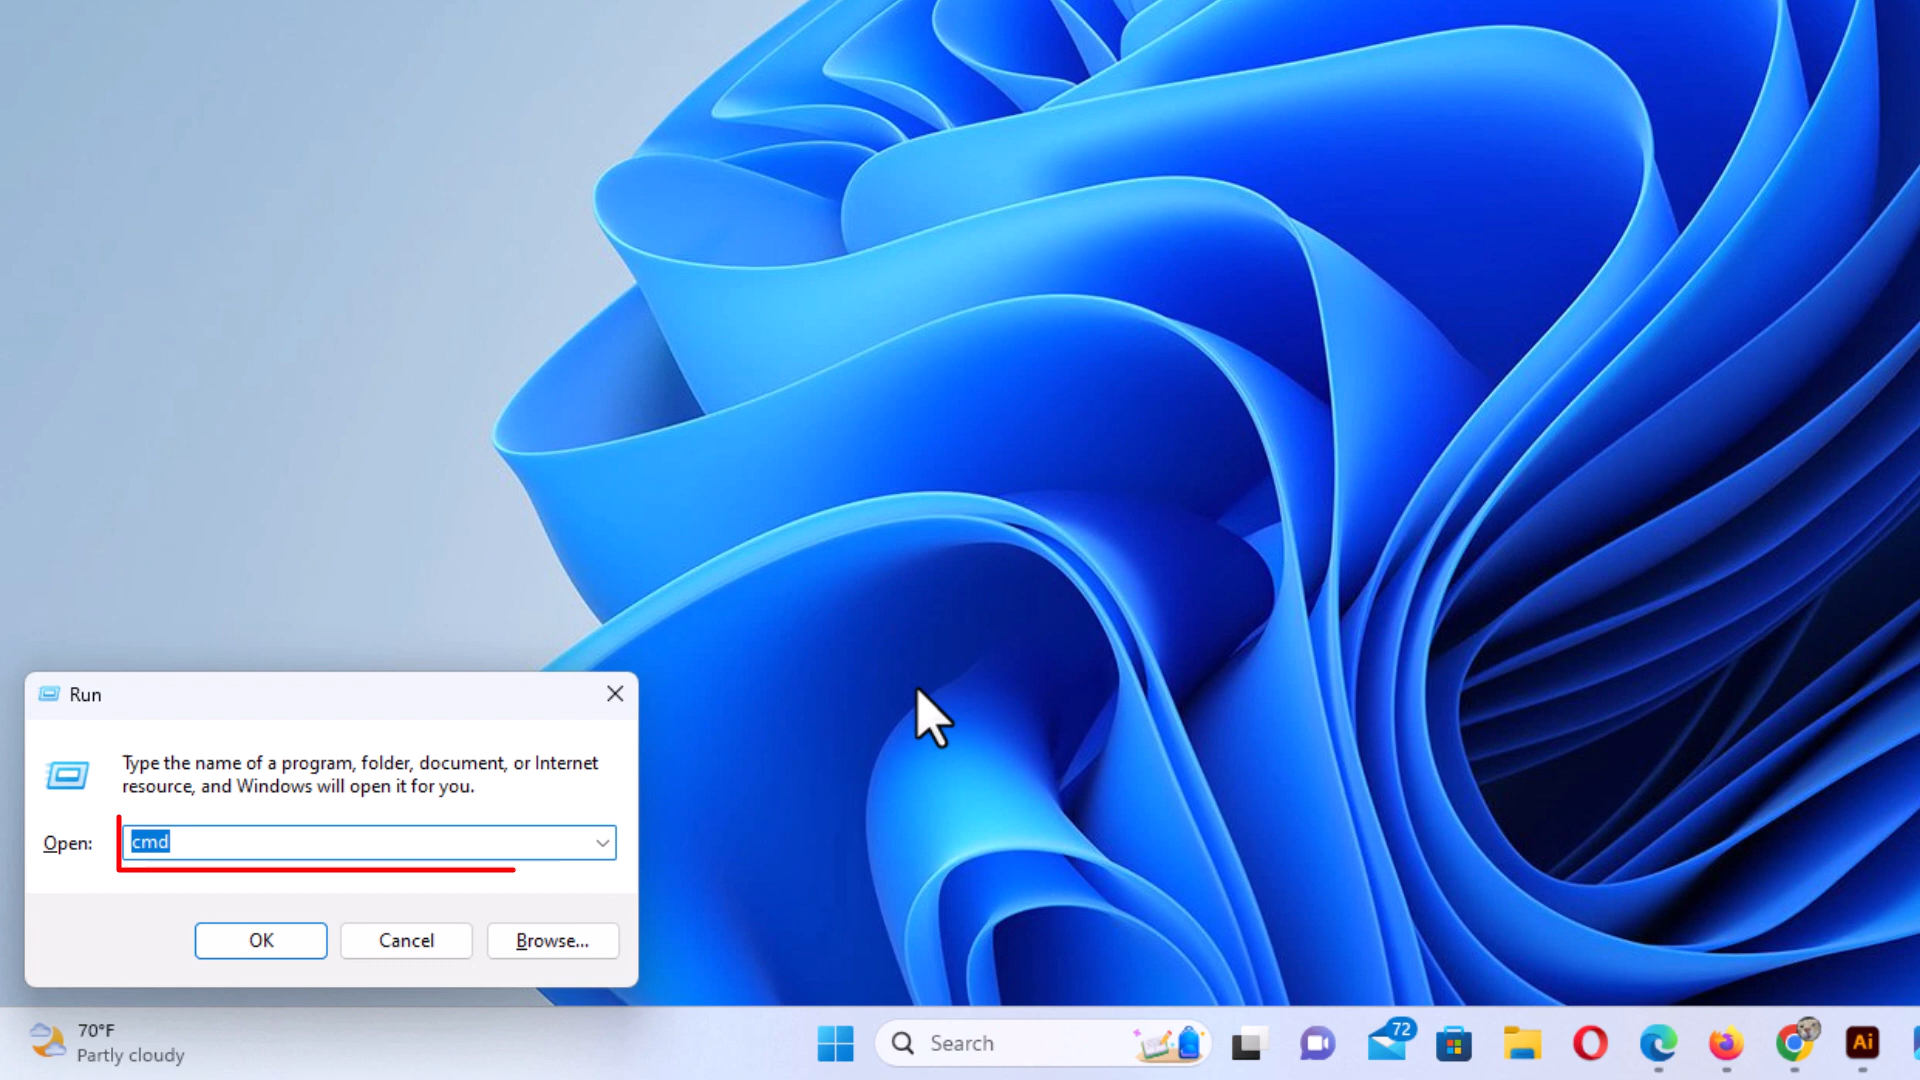 Run
Type the name of a program, folder, document, or Internet
resource, and Windows will open it for you.
Open:
cmd
OK
Cancel
Browse...
70°F
Partly cloudy
Search
72
Ai